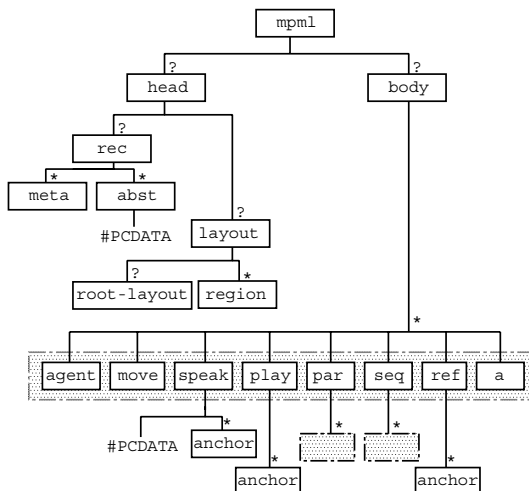 mpml
? ?
head body
? ?
rec
* *
meta abst
#PCDATA ?
layout
? *
root-layout region
*
agent move speak play par seq ref a
#PCDATA * * *
anchor
* *
anchor anchor